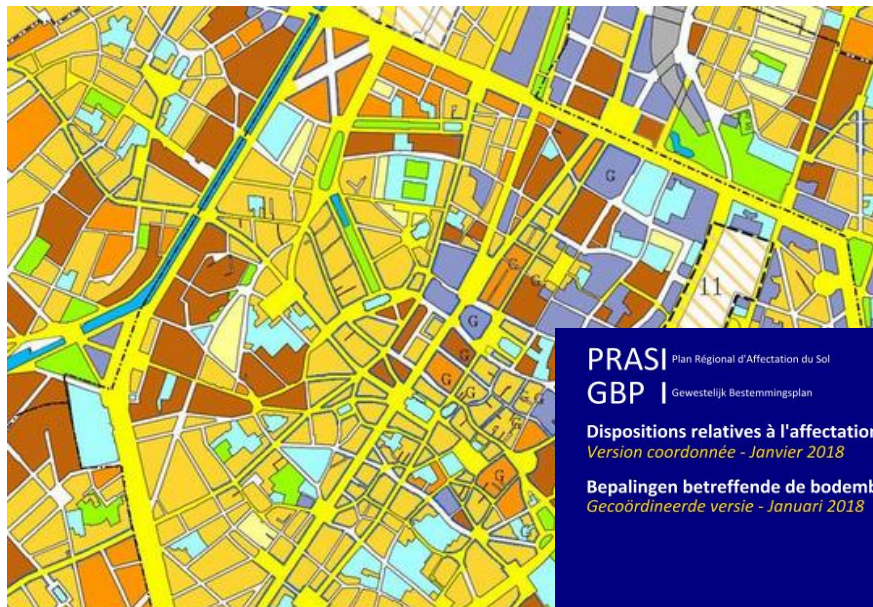 G
G
G
11
G
G
G
G
G
G
PRAS| Plan Régional d'Affectation du Sol
GBP | Gewestelijk Bestemmingsplan
Dispositions relatives à l'affectation
Version coordonnée - Janvier 2018
Bepalingen betreffende de bodemb
Gecoördineerde versie - Januari 2018